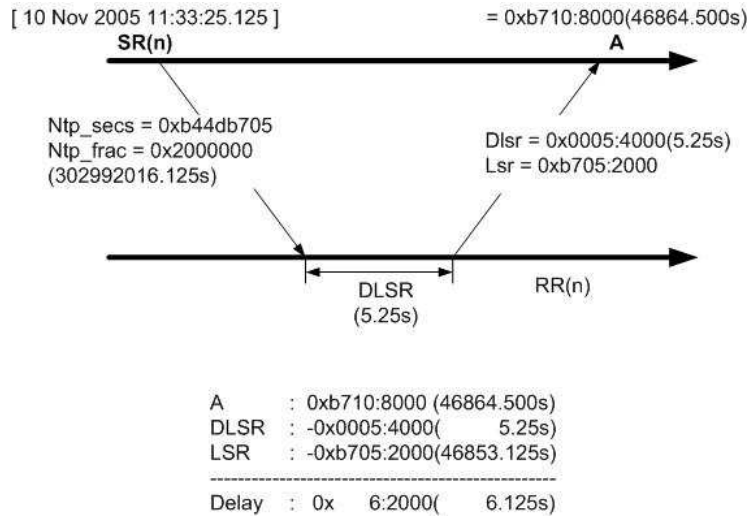 [ 10 Nov 2005 11:33:25.125 ]
= 0xb710:8000(46864.500s)
SR(n)
A
Ntp_secs = 0xb44db705
Ntp_frac = 0x2000000
(302992016.125s)
Dlsr = 0x0005:4000(5.25s)
Lsr = 0xb705:2000
DLSR
(5.25s)
RR(n)
A : 0xb710:8000 (46864.500s)
DLSR : -0x0005:4000( 5.25s)
LSR : -0xb705:2000(46853.125s)
-------------------------------------------------
Delay : 0x 6:2000( 6.125s)